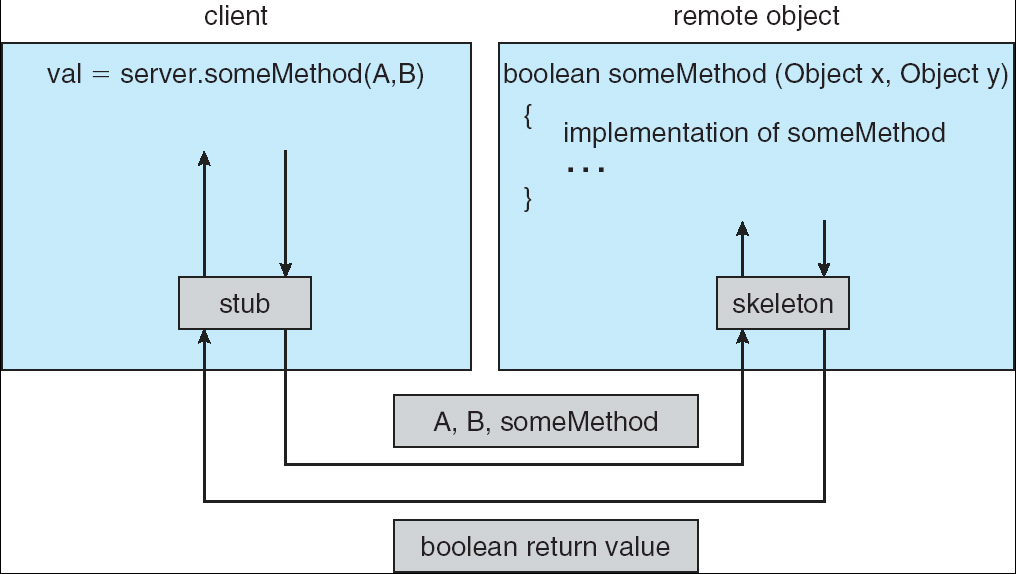 client
remote object
val = server.someMethod(A,B)
boolean someMethod (Object x, Object y)
{
implementation of someMethod
...
}
stub
skeleton
A, B, someMethod
boolean return value